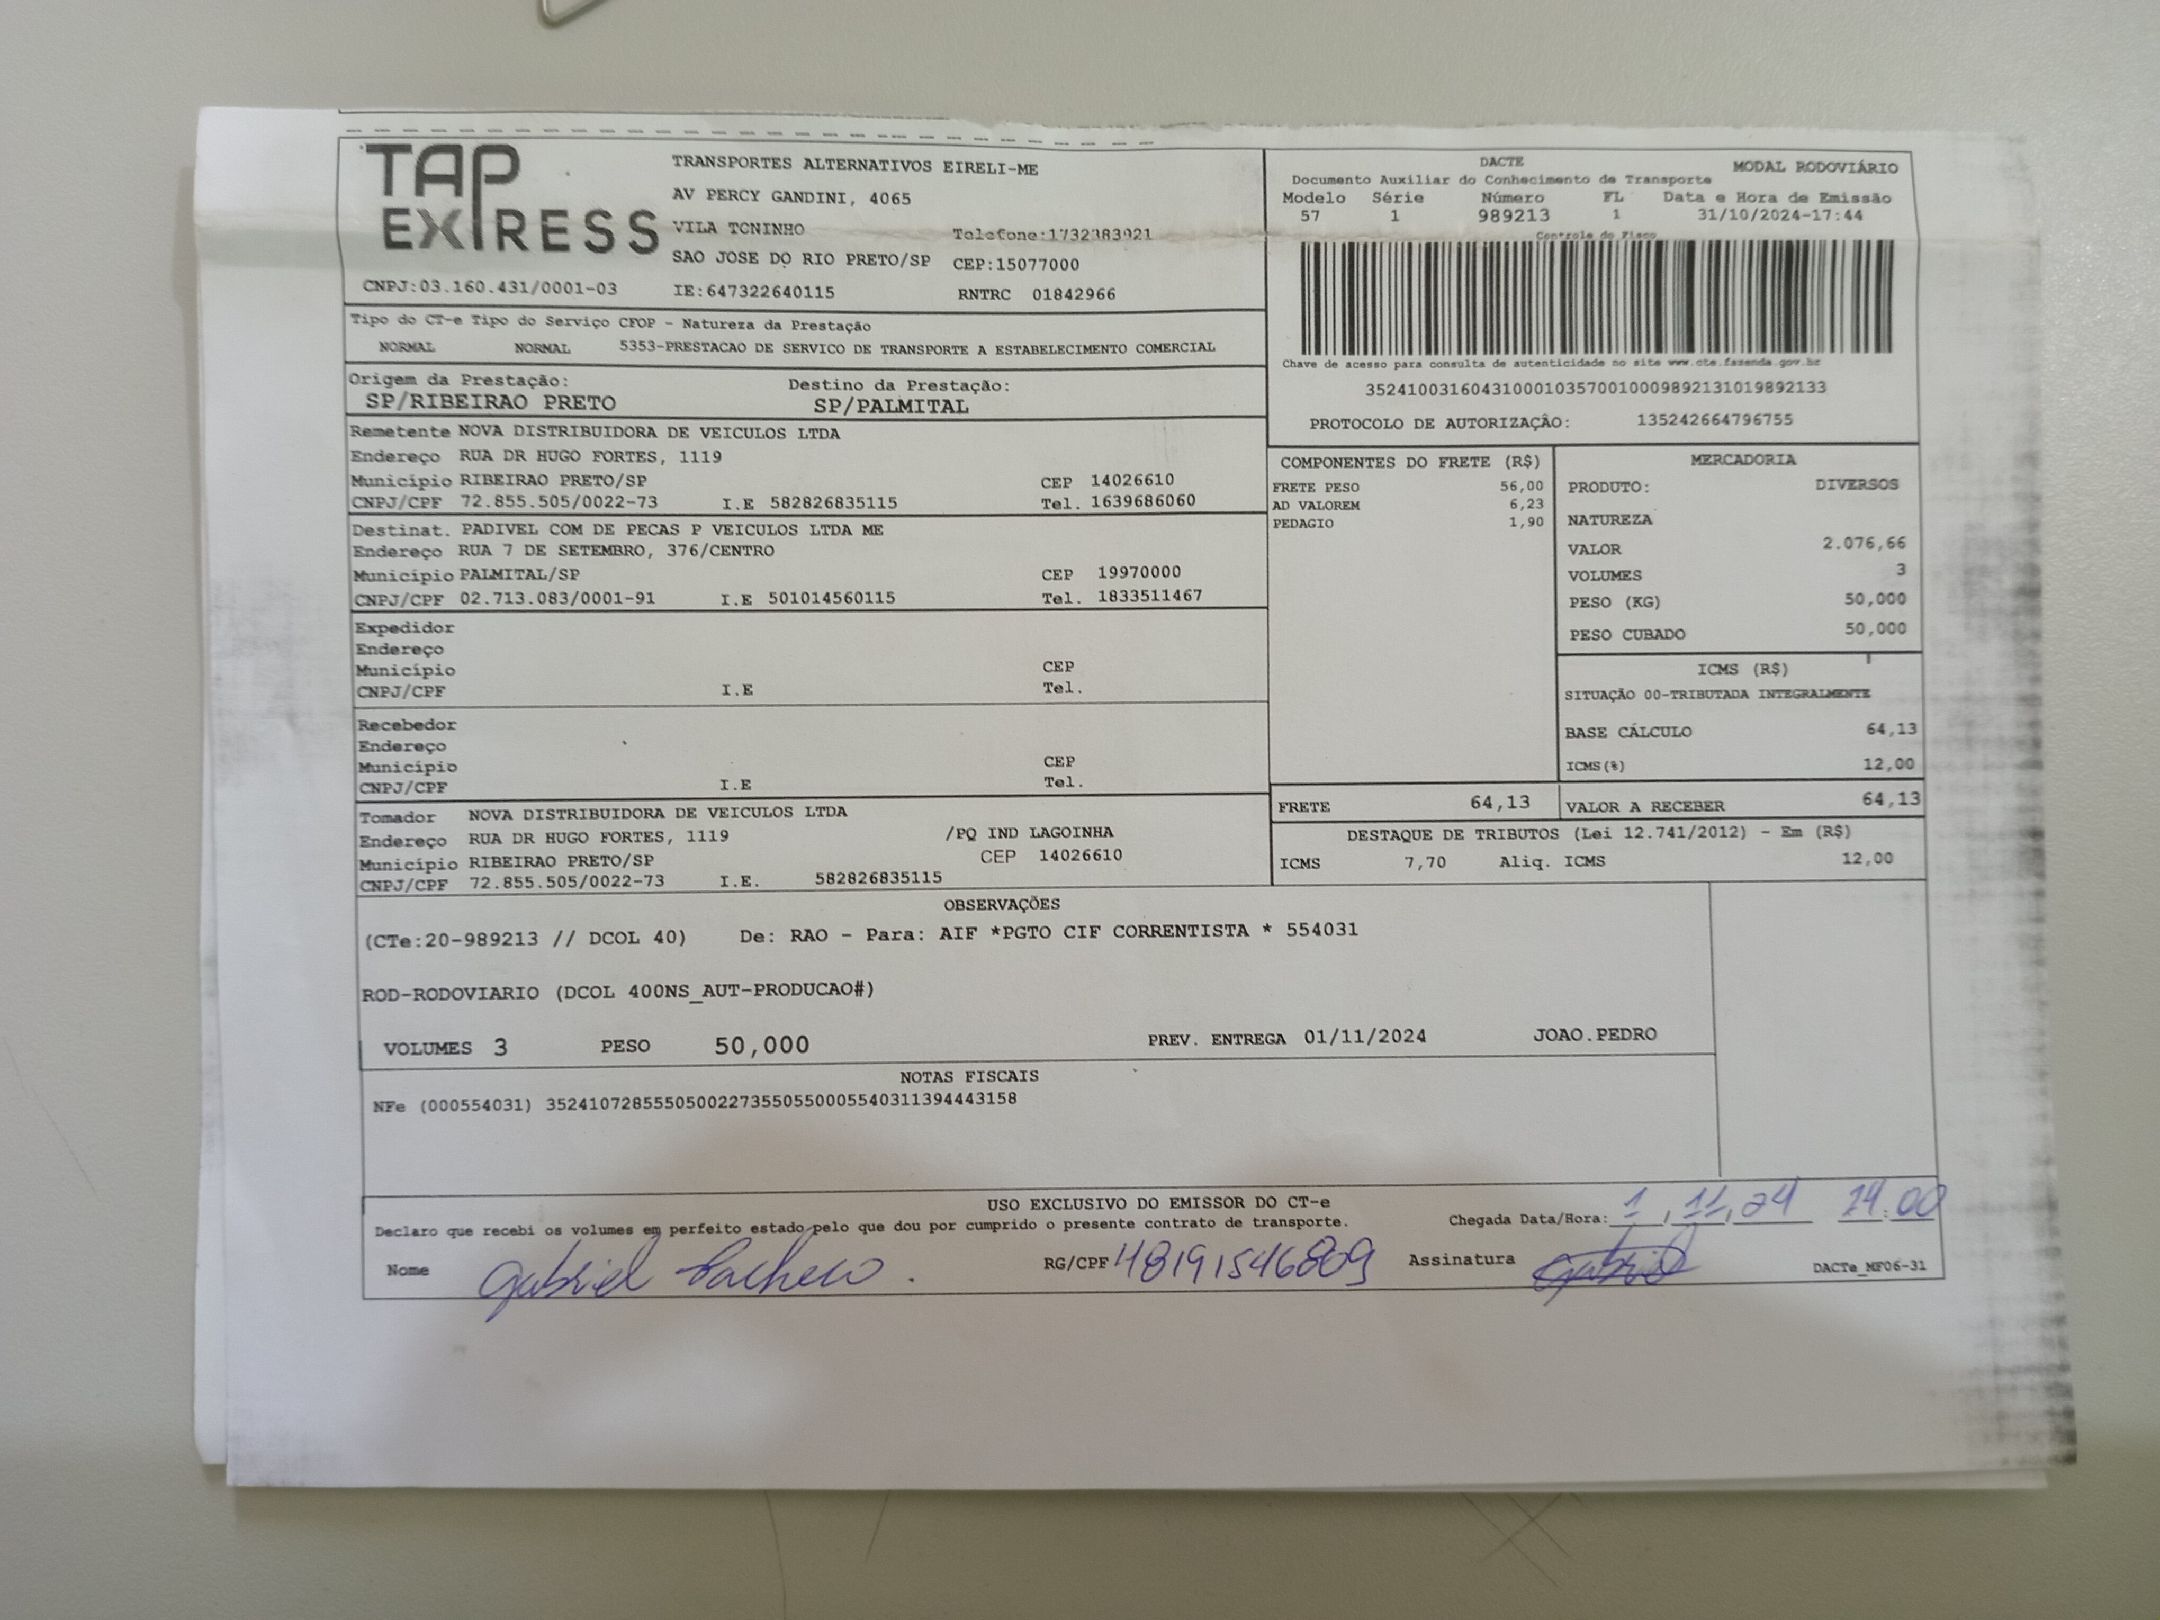 TAP EXPRESS
CNPJ:03.160.431/0001-03
TRANSPORTES ALTERNATIVOS EIRELI-ME
AV PERCY GANDINI, 4065
VILA TONINHO Telefone:1732383921
SAO JOSE DO RIO PRETO/SP CEP:15077000
IE:647322640115 RNTRC 01842966
DACTE MODAL RODOVIÁRIO
Documento Auxiliar do Conhecimento de Transporte
Modelo Série Número FL Data e Hora de Emissão
57 1 989213 1 31/10/2024-17:44
Controle do Fisco
Chave de acesso para consulta de autenticidade no site www.cte.fazenda.gov.br
35241003160431000103570010009892131019892133
PROTOCOLO DE AUTORIZAÇÂO: 135242664796755
Tipo do CT-e Tipo do Serviço CFOP - Natureza da Prestação
NORMAL NORMAL 5353-PRESTACAO DE SERVICO DE TRANSPORTE A ESTABELECIMENTO COMERCIAL
Origem da Prestação: Destino da Prestação:
SP/RIBEIRAO PRETO SP/PALMITAL
Remetente NOVA DISTRIBUIDORA DE VEICULOS LTDA
Endereço RUA DR HUGO FORTES, 1119
Município RIBEIRAO PRETO/SP CEP 14026610
CNPJ/CPF 72.855.505/0022-73 I.E 582826835115 Tel. 1639686060
Destinat. PADIVEL COM DE PECAS P VEICULOS LTDA ME
Endereço RUA 7 DE SETEMBRO, 376/CENTRO
Município PALMITAL/SP CEP 19970000
CNPJ/CPF 02.713.083/0001-91 I.E 501014560115 Tel. 1833511467
Expedidor
Endereço
Município CEP
CNPJ/CPF I.E Tel.
Recebedor
Endereço
Município CEP
CNPJ/CPF I.E Tel.
Tomador NOVA DISTRIBUIDORA DE VEICULOS LTDA
Endereço RUA DR HUGO FORTES, 1119 /PQ IND LAGOINHA
Município RIBEIRAO PRETO/SP CEP 14026610
CNPJ/CPF 72.855.505/0022-73 I.E. 582826835115
COMPONENTES DO FRETE (R$)
FRETE PESO 56,00
AD VALOREM 6,23
PEDAGIO 1,90
MERCADORIA
PRODUTO: DIVERSOS
NATUREZA
VALOR 2.076,66
VOLUMES 3
PESO (KG) 50,000
PESO CUBADO 50,000
ICMS (R$)
SITUAÇÃO 00-TRIBUTADA INTEGRALMENTE
BASE CÁLCULO 64,13
ICMS(%) 12,00
FRETE 64,13 VALOR A RECEBER 64,13
DESTAQUE DE TRIBUTOS (Lei 12.741/2012) - Em (R$)
ICMS 7,70 Aliq. ICMS 12,00
OBSERVAÇÕES
(CTe:20-989213 // DCOL 40) De: RAO - Para: AIF *PGTO CIF CORRENTISTA * 554031
ROD-RODOVIARIO (DCOL 400NS_AUT-PRODUCAO#)
VOLUMES 3 PESO 50,000 PREV. ENTREGA 01/11/2024 JOAO.PEDRO
NOTAS FISCAIS
NFe (000554031) 35241072855505002273550550005540311394443158
USO EXCLUSIVO DO EMISSOR DO CT-e
Declaro que recebi os volumes em perfeito estado pelo que dou por cumprido o presente contrato de transporte. Chegada Data/Hora: 1, 11, 24 14:00
Nome Gabriel Pacheco. RG/CPF 48191546809 Assinatura Gabriel DACTe_MF06-31